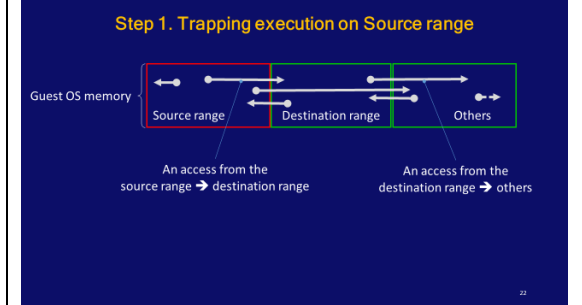 Step 1. Trapping execution on Source range
Guest OS memory
Source range
Destination range
Others
An access from the
source range ➔ destination range
An access from the
destination range ➔ others
22